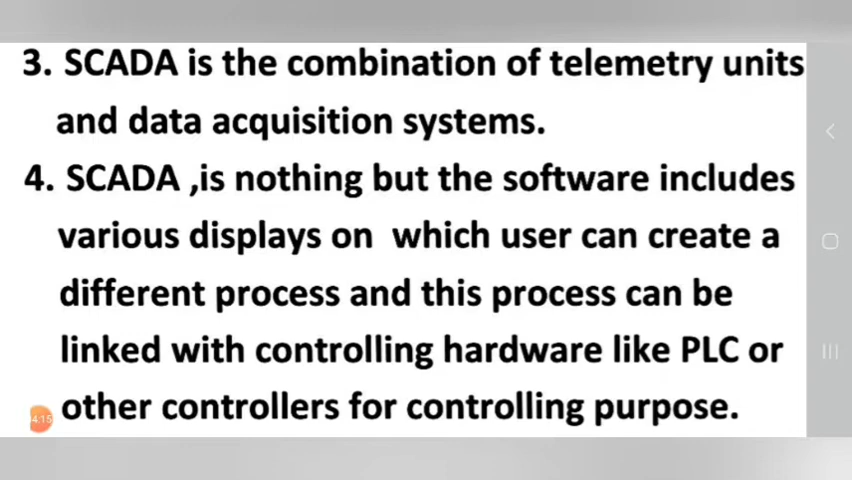 3. SCADA is the combination of telemetry units
and data acquisition systems.
4. SCADA ,is nothing but the software includes
various displays on which user can create a
different process and this process can be
linked with controlling hardware like PLC or
other controllers for controlling purpose.
4:15